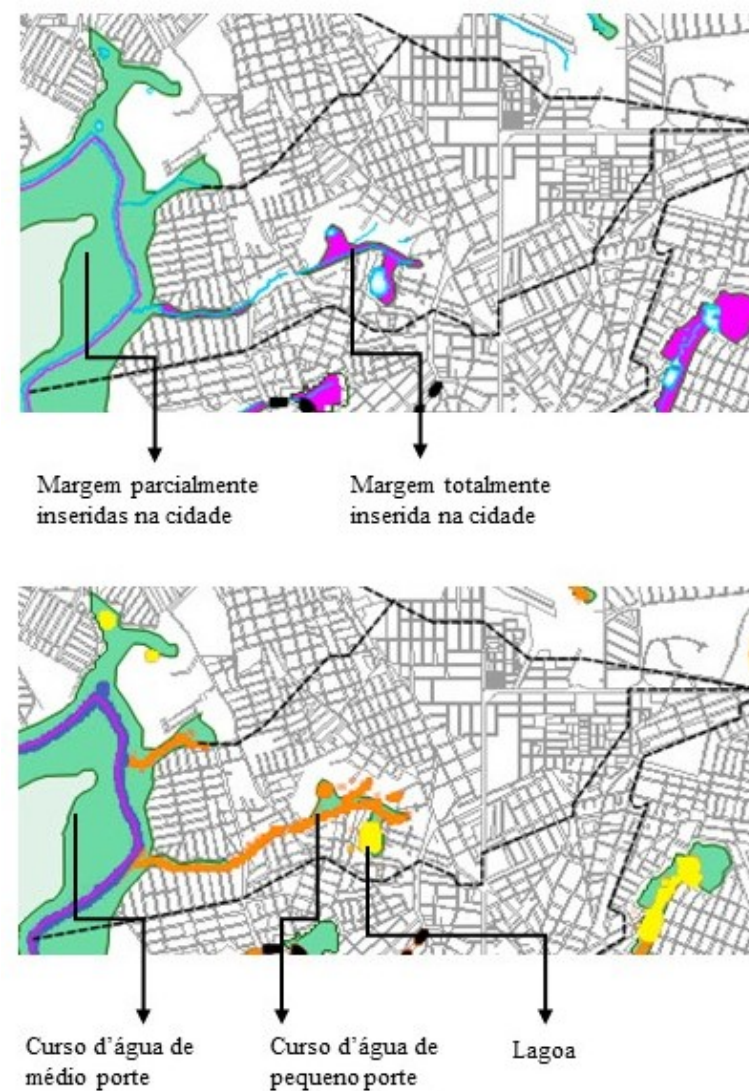 Margem parcialmente
inseridas na cidade
Margem totalmente
inserida na cidade
Curso d'água de
médio porte
Curso d'água de
pequeno porte
Lagoa